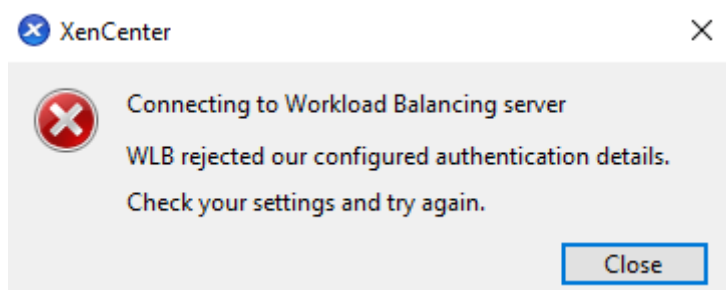 XenCenter
Connecting to Workload Balancing server
WLB rejected our configured authentication details.
Check your settings and try again.
Close